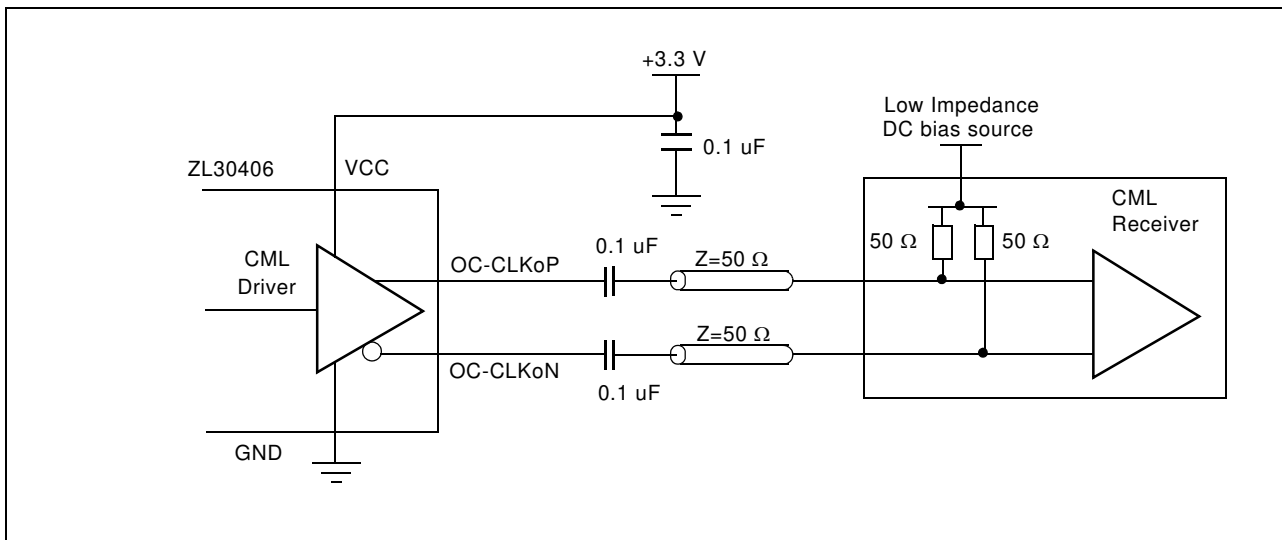 +3.3 V
Low Impedance
DC bias source
0.1 uF
ZL30406
VCC
CML
Receiver
50 Ω
50 Ω
0.1 uF
CML
Driver
OC-CLKoP
Z=50 Ω
Z=50 Ω
OC-CLKoN
0.1 uF
GND